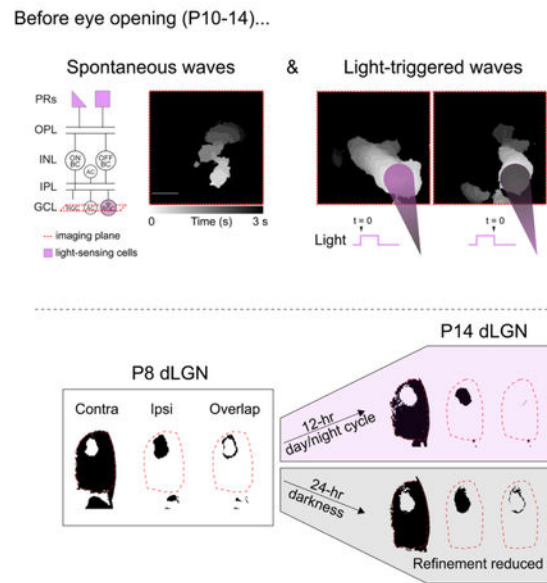 Before eye opening (P10-14)...
Spontaneous waves & Light-triggered waves
PRs
OPL
INL
ON BC
OFF BC
AC
IPL
GCL
AC
imaging plane
light-sensing cells
0 Time (s) 3 s
t = 0
t = 0
Light
P14 dLGN
P8 dLGN
Contra Ipsi Overlap
12-hr
day/night cycle
24-hr
darkness
Refinement reduced